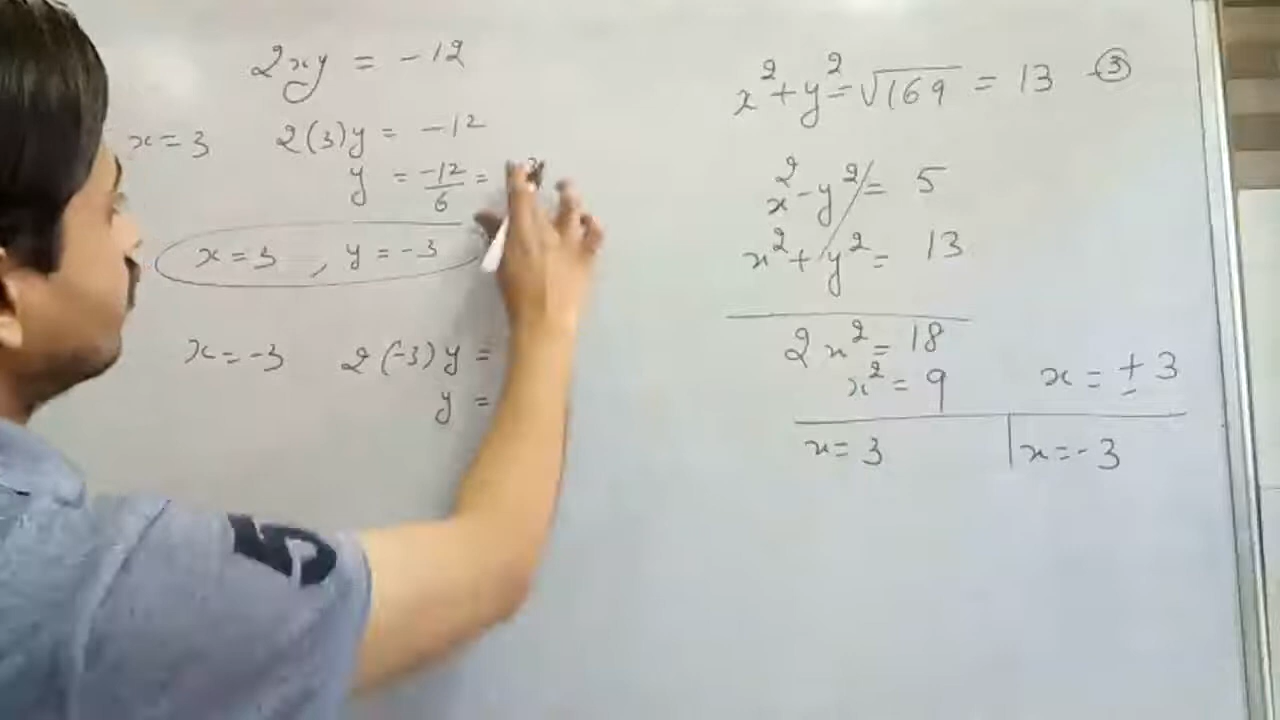 2xy = -12
x = 3 2(3)y = -12
y = -12/6 =
x = 3 , y = -3
x = -3 2(-3)y =
y =
x² + y² = √169 = 13 - ③
x² - y² = 5
x² + y² = 13
2x² = 18
x² = 9 x = ± 3
x = 3 | x = -3